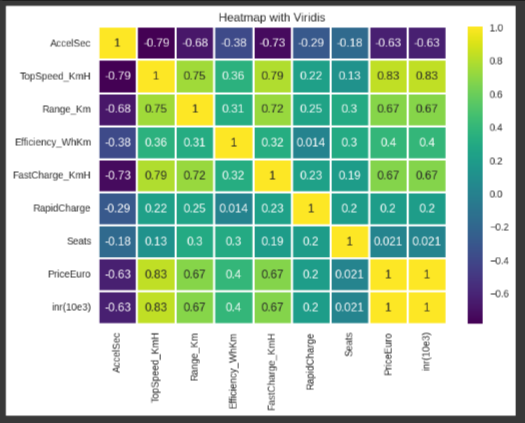 Heatmap with Viridis
AccelSec 1 -0.79 -0.68 -0.38 -0.73 -0.29 -0.18 -0.63 -0.63
TopSpeed_KmH -0.79 1 0.75 0.36 0.79 0.22 0.13 0.83 0.83
Range_Km -0.68 0.75 1 0.31 0.72 0.25 0.3 0.67 0.67
Efficiency_WhKm -0.38 0.36 0.31 1 0.32 0.014 0.3 0.4 0.4
FastCharge_KmH -0.73 0.79 0.72 0.32 1 0.23 0.19 0.67 0.67
RapidCharge -0.29 0.22 0.25 0.014 0.23 1 0.2 0.2 0.2
Seats -0.18 0.13 0.3 0.3 0.19 0.2 1 0.021 0.021
PriceEuro -0.63 0.83 0.67 0.4 0.67 0.2 0.021 1 1
inr(10e3) -0.63 0.83 0.67 0.4 0.67 0.2 0.021 1 1
AccelSec TopSpeed_KmH Range_Km Efficiency_WhKm FastCharge_KmH RapidCharge Seats PriceEuro inr(10e3)
1.0
0.8
0.6
0.4
0.2
0.0
−0.2
−0.4
−0.6